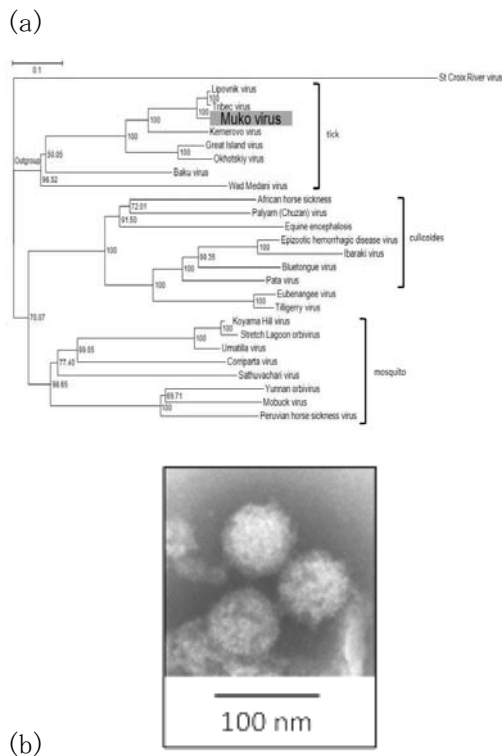 (a)
0.1
St Croix River virus
Lipovnik virus
100
Tribec virus
100
Muko virus
100
Kemerovo virus
100
Great Island virus
100
Okhotskiy virus
tick
Outgroup
50.05
Baku virus
96.52
Wad Medani virus
African horse sickness
72.01
Palyam (Chuzan) virus
91.50
Equine encephalosis
Epizootic hemorrhagic disease virus
100
100
Ibaraki virus
99.35
Bluetongue virus
100
Pata virus
100
Eubenangee virus
100
Tilligerry virus
culicoides
70.07
Koyama Hill virus
100
Stretch Lagoon orbivirus
100
Umatilla virus
99.05
Corriparta virus
77.40
Sathuvachari virus
98.65
Yunnan orbivirus
89.71
Mobuck virus
100
Peruvian horse sickness virus
mosquito
100 nm
(b)